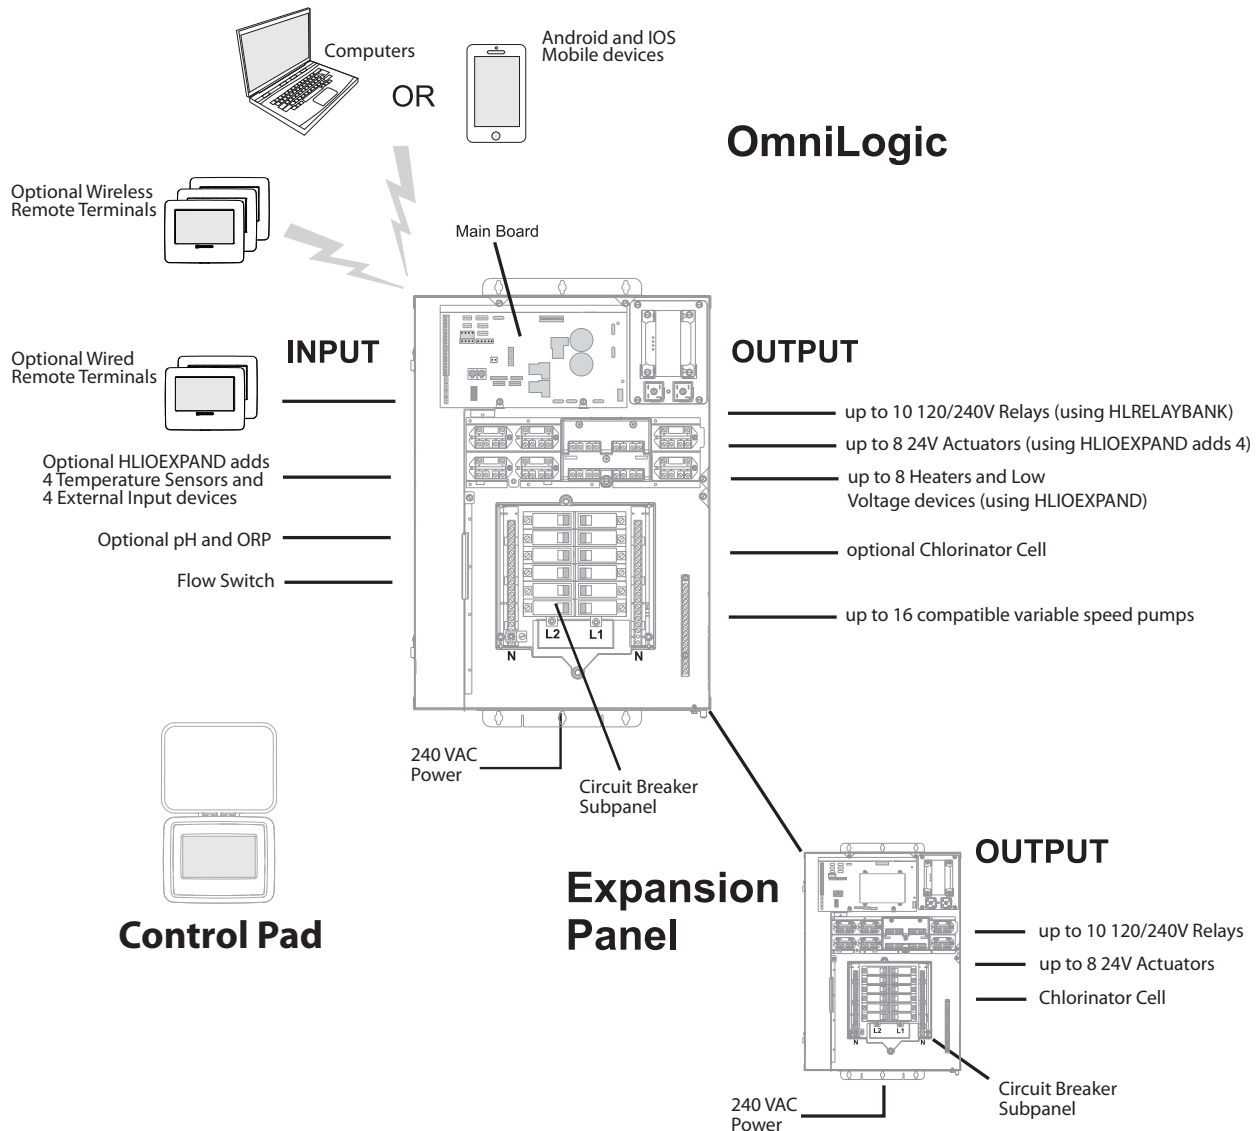 Computers
OR
Android and IOS
Mobile devices
OmniLogic
Optional Wireless
Remote Terminals
Main Board
INPUT
OUTPUT
Optional Wired
Remote Terminals
up to 10 120/240V Relays (using HLRELAYBANK)
up to 8 24V Actuators (using HLIOEXPAND adds 4)
Optional HLIOEXPAND adds
4 Temperature Sensors and
4 External Input devices
up to 8 Heaters and Low
Voltage devices (using HLIOEXPAND)
Optional pH and ORP
optional Chlorinator Cell
Flow Switch
up to 16 compatible variable speed pumps
L2 L1
N N
240 VAC
Power
Circuit Breaker
Subpanel
Control Pad
Expansion
Panel
OUTPUT
up to 10 120/240V Relays
up to 8 24V Actuators
Chlorinator Cell
L2 L1
N N
Circuit Breaker
Subpanel
240 VAC
Power